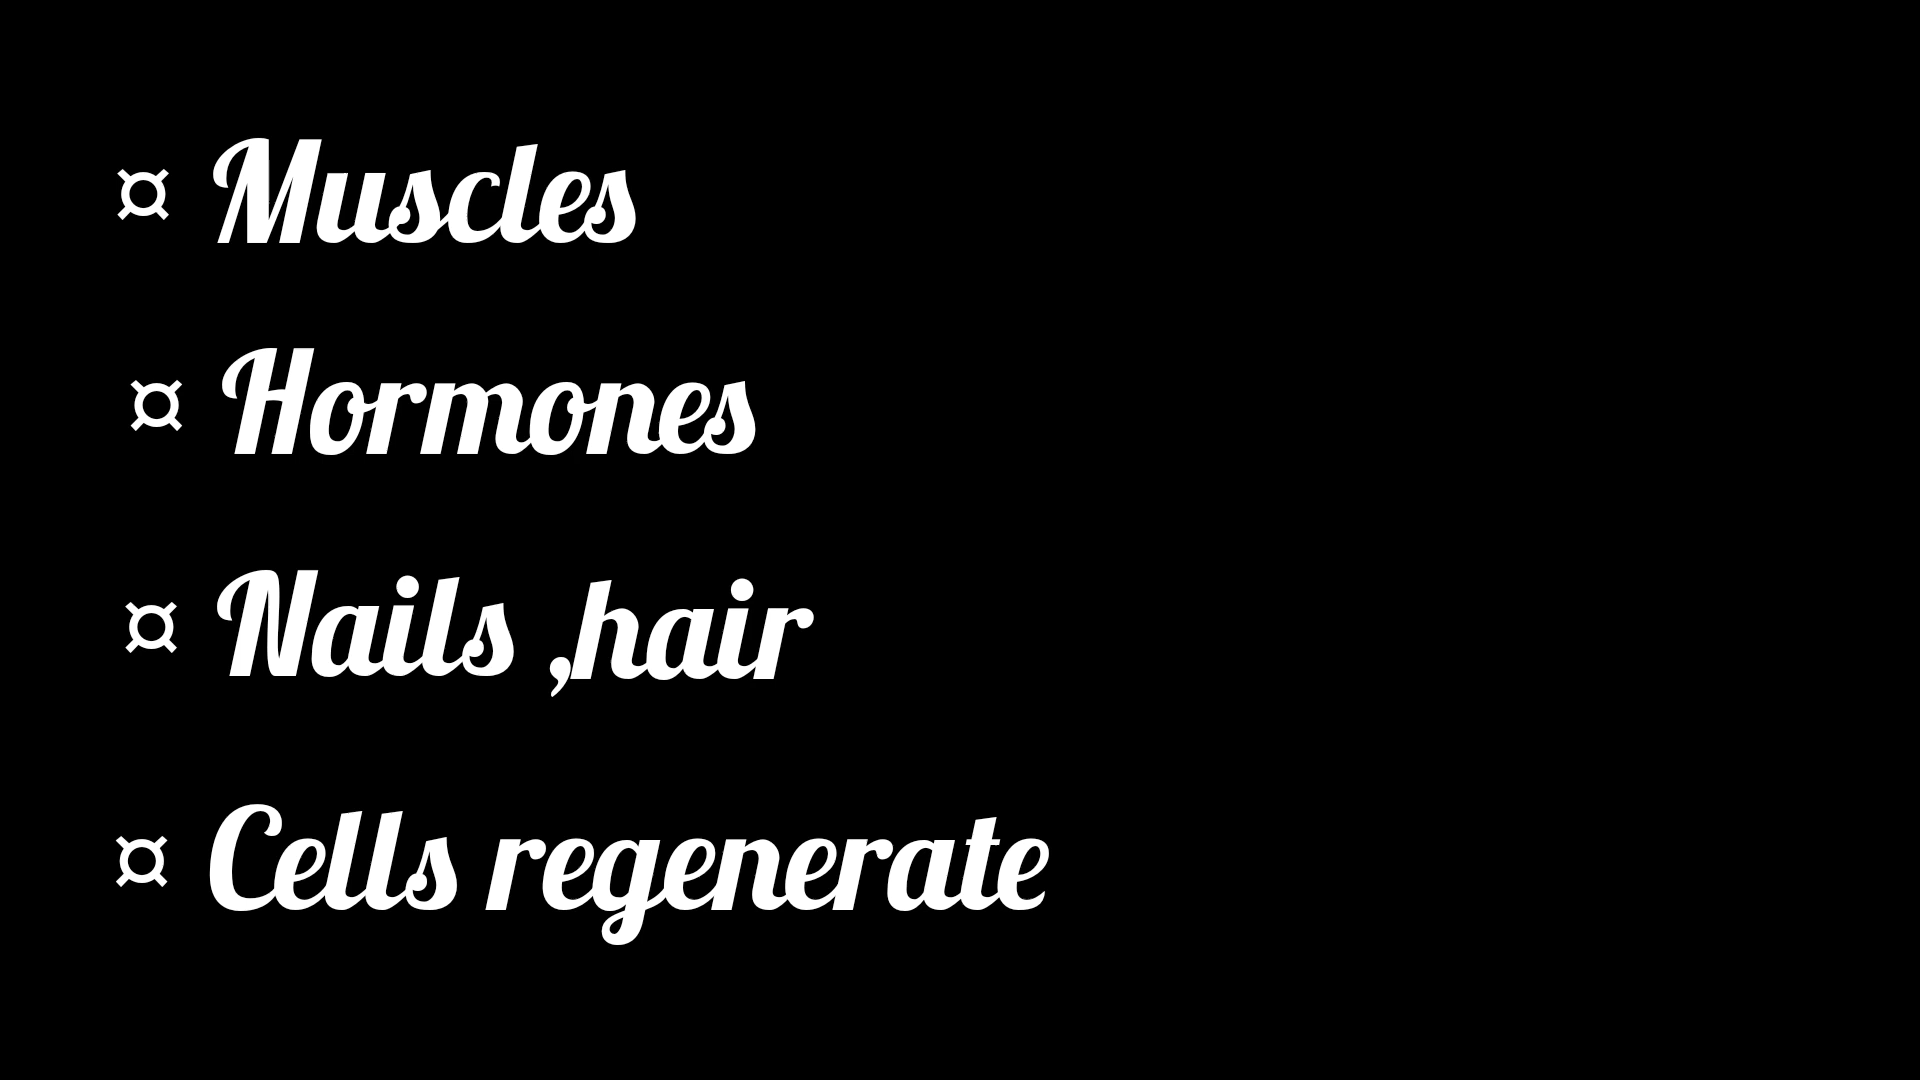 ¤ Muscles
¤ Hormones
¤ Nails ,hair
¤ Cells regenerate